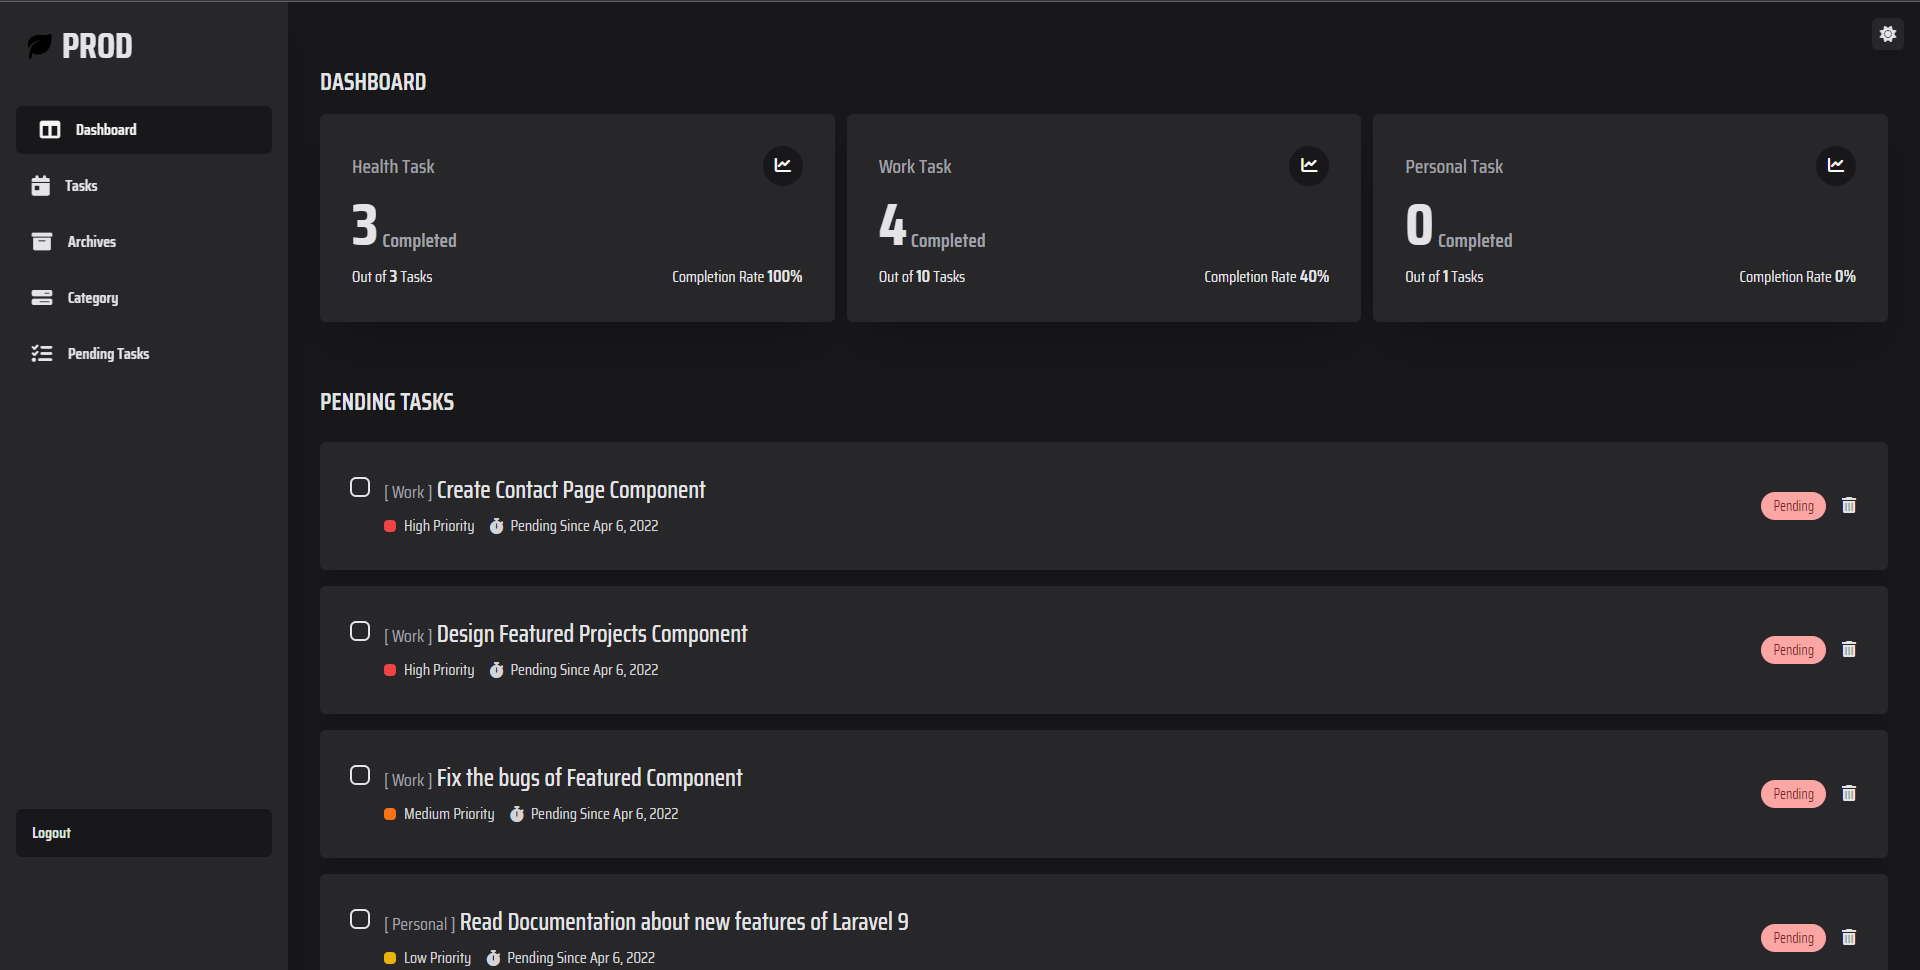 PROD
Dashboard
Tasks
Archives
Category
Pending Tasks
Logout
DASHBOARD
Health Task
3 Completed
Out of 3 Tasks
Completion Rate 100%
Work Task
4 Completed
Out of 10 Tasks
Completion Rate 40%
Personal Task
0 Completed
Out of 1 Tasks
Completion Rate 0%
PENDING TASKS
[ Work ] Create Contact Page Component
High Priority Pending Since Apr 6, 2022
Pending
[ Work ] Design Featured Projects Component
High Priority Pending Since Apr 6, 2022
Pending
[ Work ] Fix the bugs of Featured Component
Medium Priority Pending Since Apr 6, 2022
Pending
[ Personal ] Read Documentation about new features of Laravel 9
Low Priority Pending Since Apr 6, 2022
Pending